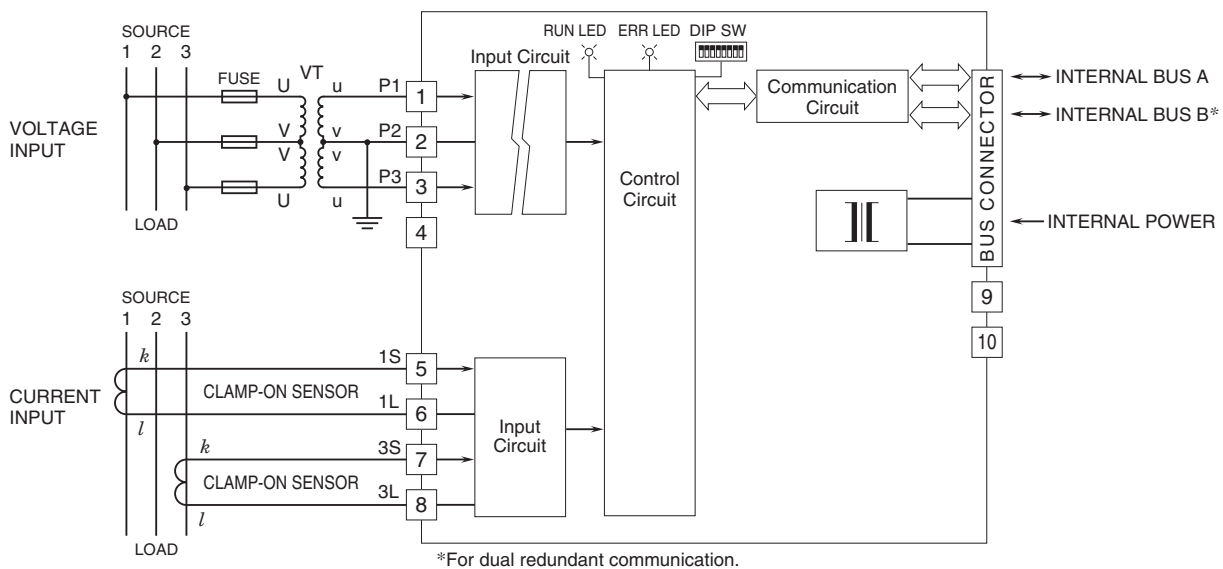 SOURCE
1 2 3
FUSE
U
VT
u
P1
1
V
v
P2
2
V
v
U
u
P3
3
4
VOLTAGE
INPUT
LOAD
RUN LED
ERR LED
DIP SW
Input Circuit
Control
Circuit
Communication
Circuit
BUS CONNECTOR
INTERNAL BUS A
INTERNAL BUS B*
INTERNAL POWER
9
10
SOURCE
1 2 3
k
1S
5
CLAMP-ON SENSOR
l
1L
6
CURRENT
INPUT
k
3S
7
CLAMP-ON SENSOR
l
3L
8
Input
Circuit
LOAD
*For dual redundant communication.